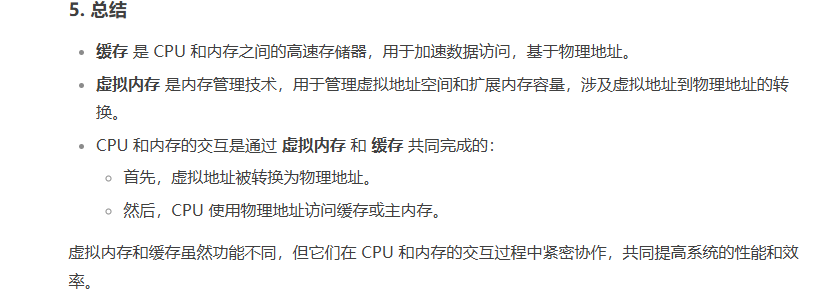 5. 总结
缓存 是 CPU 和内存之间的高速存储器，用于加速数据访问，基于物理地址。
虚拟内存 是内存管理技术，用于管理虚拟地址空间和扩展内存容量，涉及虚拟地址到物理地址的转
换。
CPU 和内存的交互是通过 虚拟内存 和 缓存 共同完成的：
首先，虚拟地址被转换为物理地址。
然后，CPU 使用物理地址访问缓存或主内存。
虚拟内存和缓存虽然功能不同，但它们在 CPU 和内存的交互过程中紧密协作，共同提高系统的性能和效
率。